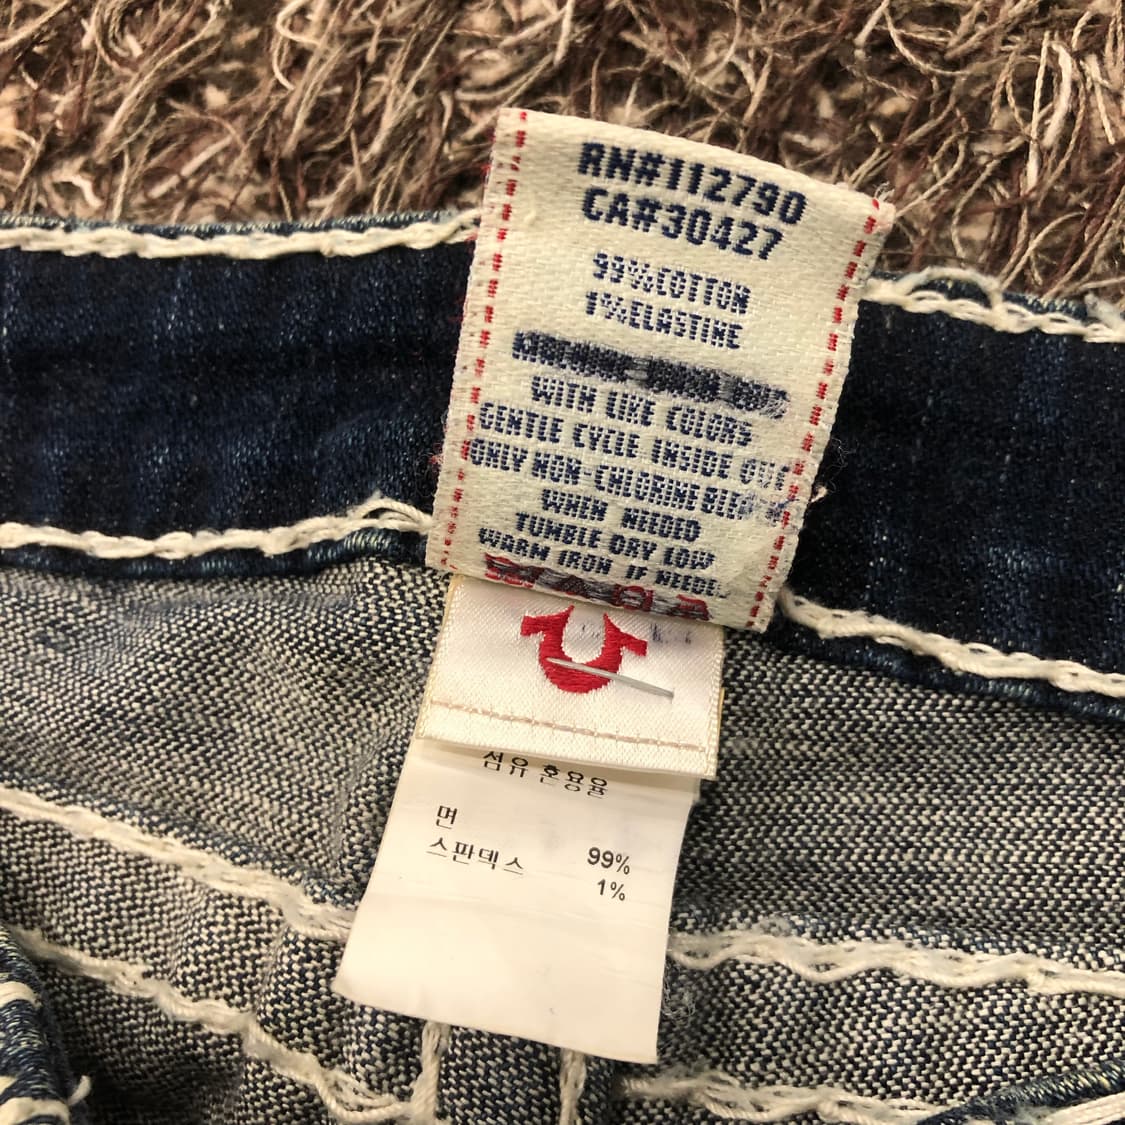 RN#112790
CA#30427
99%COTTON
1%ELASTINE
WITH LIKE COLORS
GENTLE CYCLE INSIDE OUT
ONLY NON-CHLORINE
WHEN NEEDED
TUMBLE DRY LOW
WARM IRON IF
섬유 혼용율
면 99%
스판덱스 1%